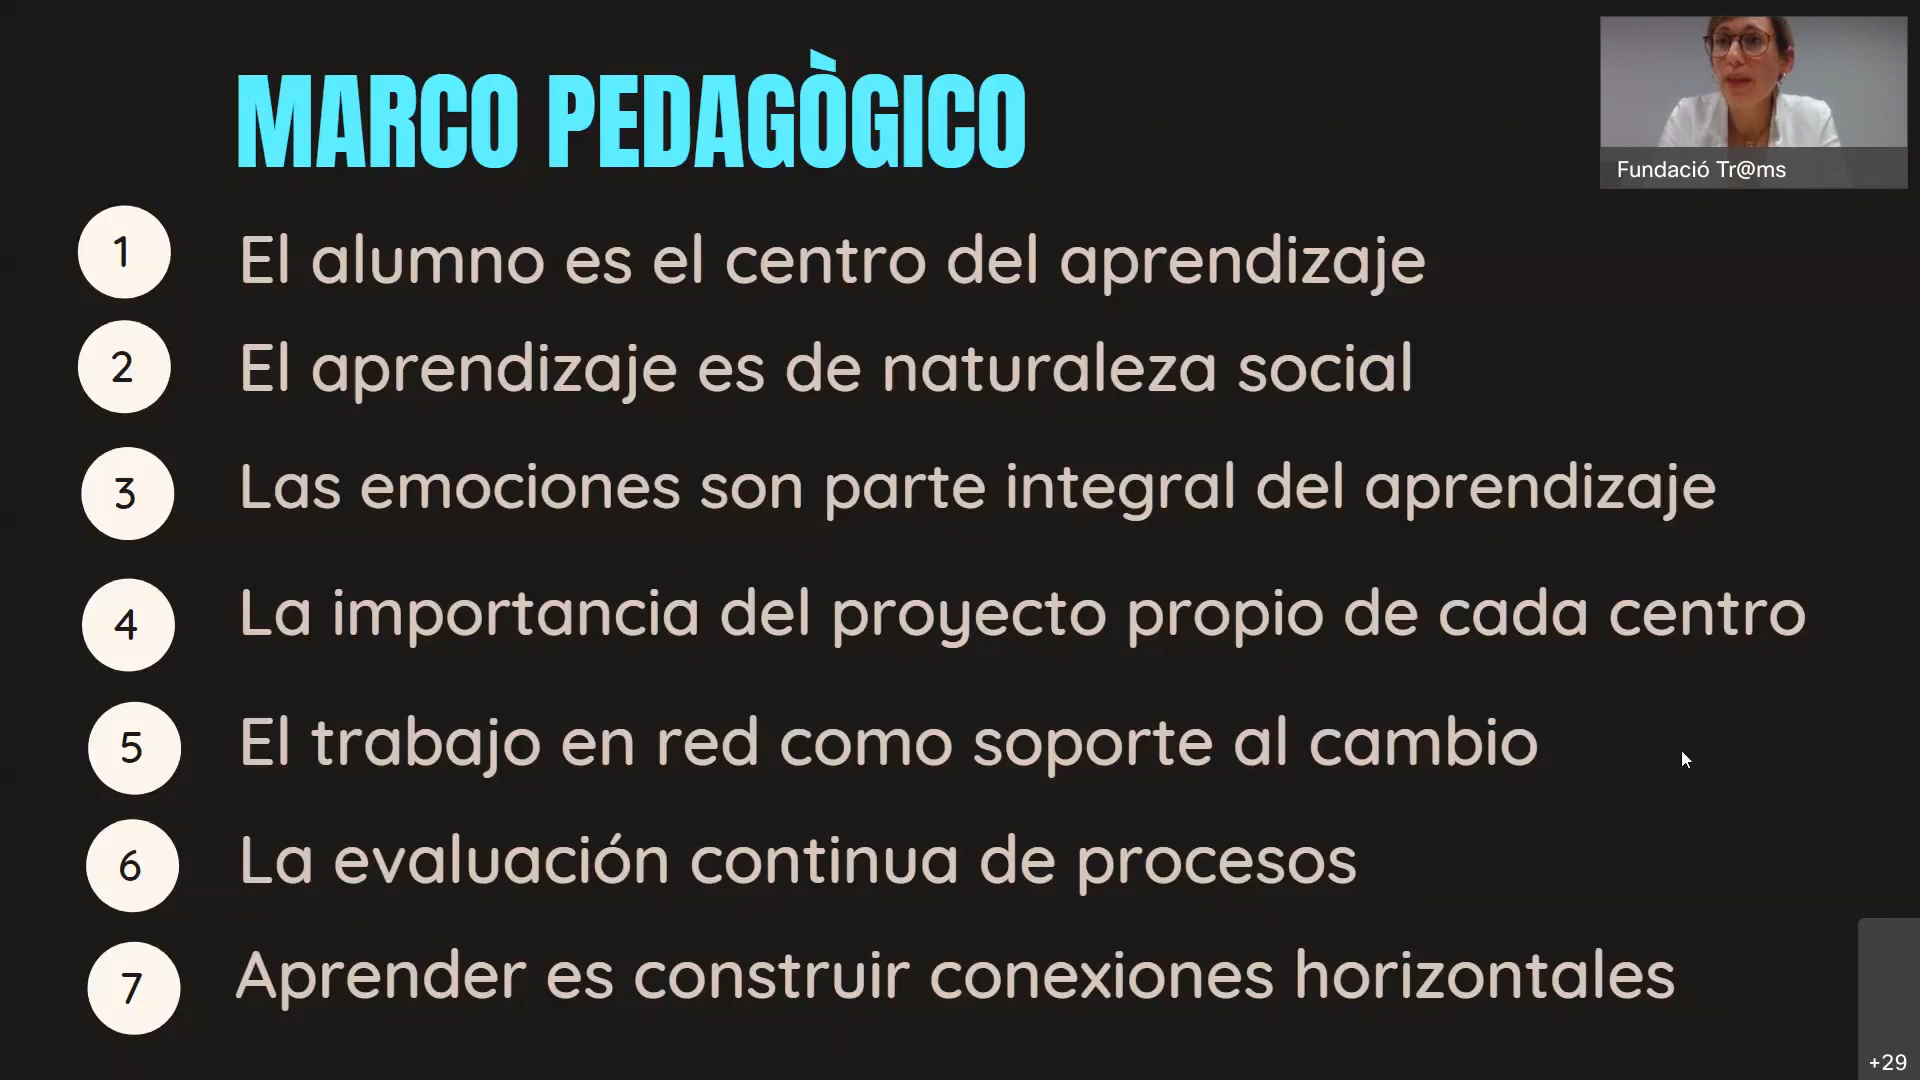 MARCO PEDAGÒGICO
Fundació Tr@ms
1 El alumno es el centro del aprendizaje
2 El aprendizaje es de naturaleza social
3 Las emociones son parte integral del aprendizaje
4 La importancia del proyecto propio de cada centro
5 El trabajo en red como soporte al cambio
6 La evaluación continua de procesos
7 Aprender es construir conexiones horizontales
+29